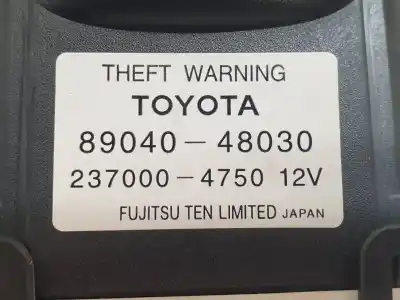 THEFT WARNING
TOYOTA
89040-48030
237000-4750 12V
FUJITSU TEN LIMITED JAPAN